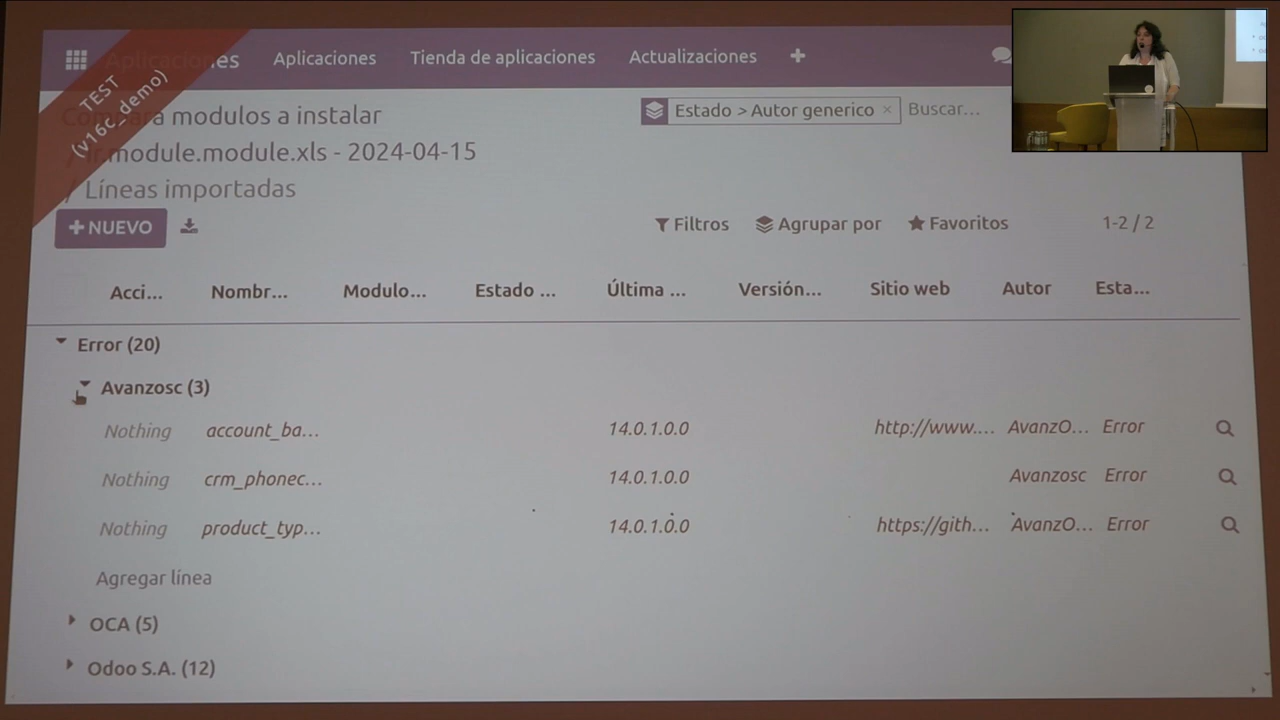 Aplicaciones Aplicaciones Tienda de aplicaciones Actualizaciones
TEST
(v16c_demo)
Compara modulos a instalar
/ ir.module.module.xls - 2024-04-15
/ Líneas importadas
Estado > Autor generico × Buscar...
+ NUEVO
Filtros Agrupar por Favoritos 1-2 / 2
Acci... Nombr... Modulo... Estado ... Última ... Versión... Sitio web Autor Esta...
Error (20)
Avanzosc (3)
Nothing account_ba... 14.0.1.0.0 http://www.... AvanzO... Error
Nothing crm_phonec... 14.0.1.0.0 Avanzosc Error
Nothing product_typ... 14.0.1.0.0 https://gith... AvanzO... Error
Agregar línea
OCA (5)
Odoo S.A. (12)